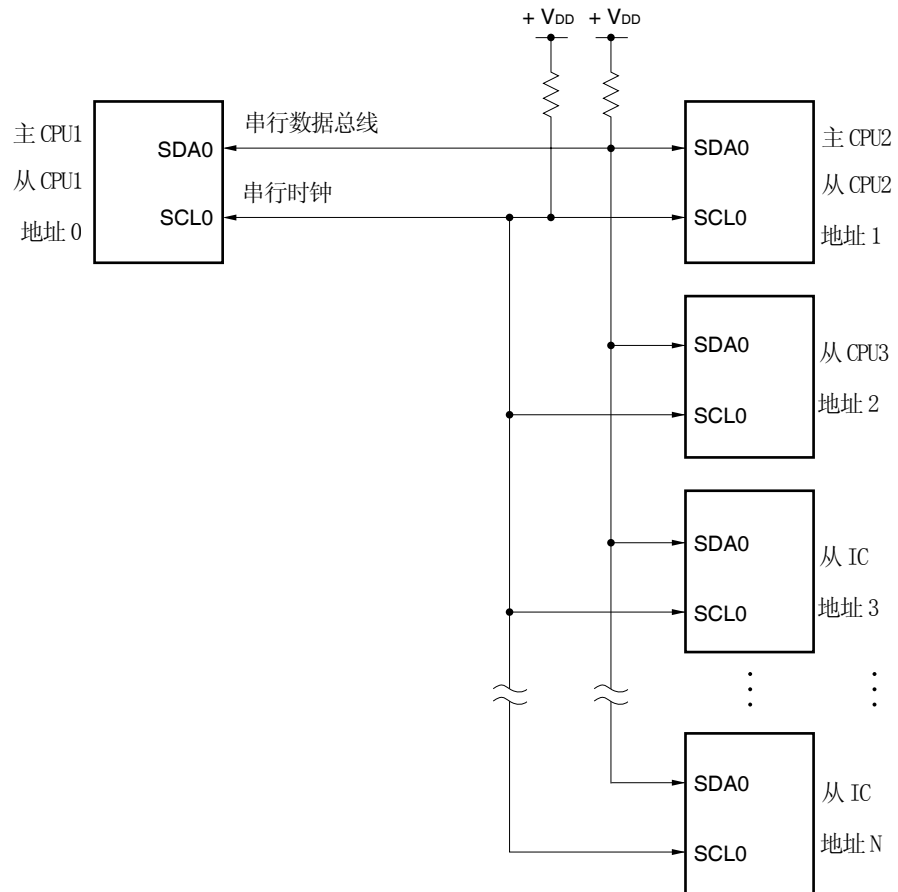 + VDD + VDD
主 CPU1
从 CPU1
地址 0
SDA0
SCL0
串行数据总线
串行时钟
SDA0
SCL0
主 CPU2
从 CPU2
地址 1
SDA0
SCL0
从 CPU3
地址 2
SDA0
SCL0
从 IC
地址 3
SDA0
SCL0
从 IC
地址 N